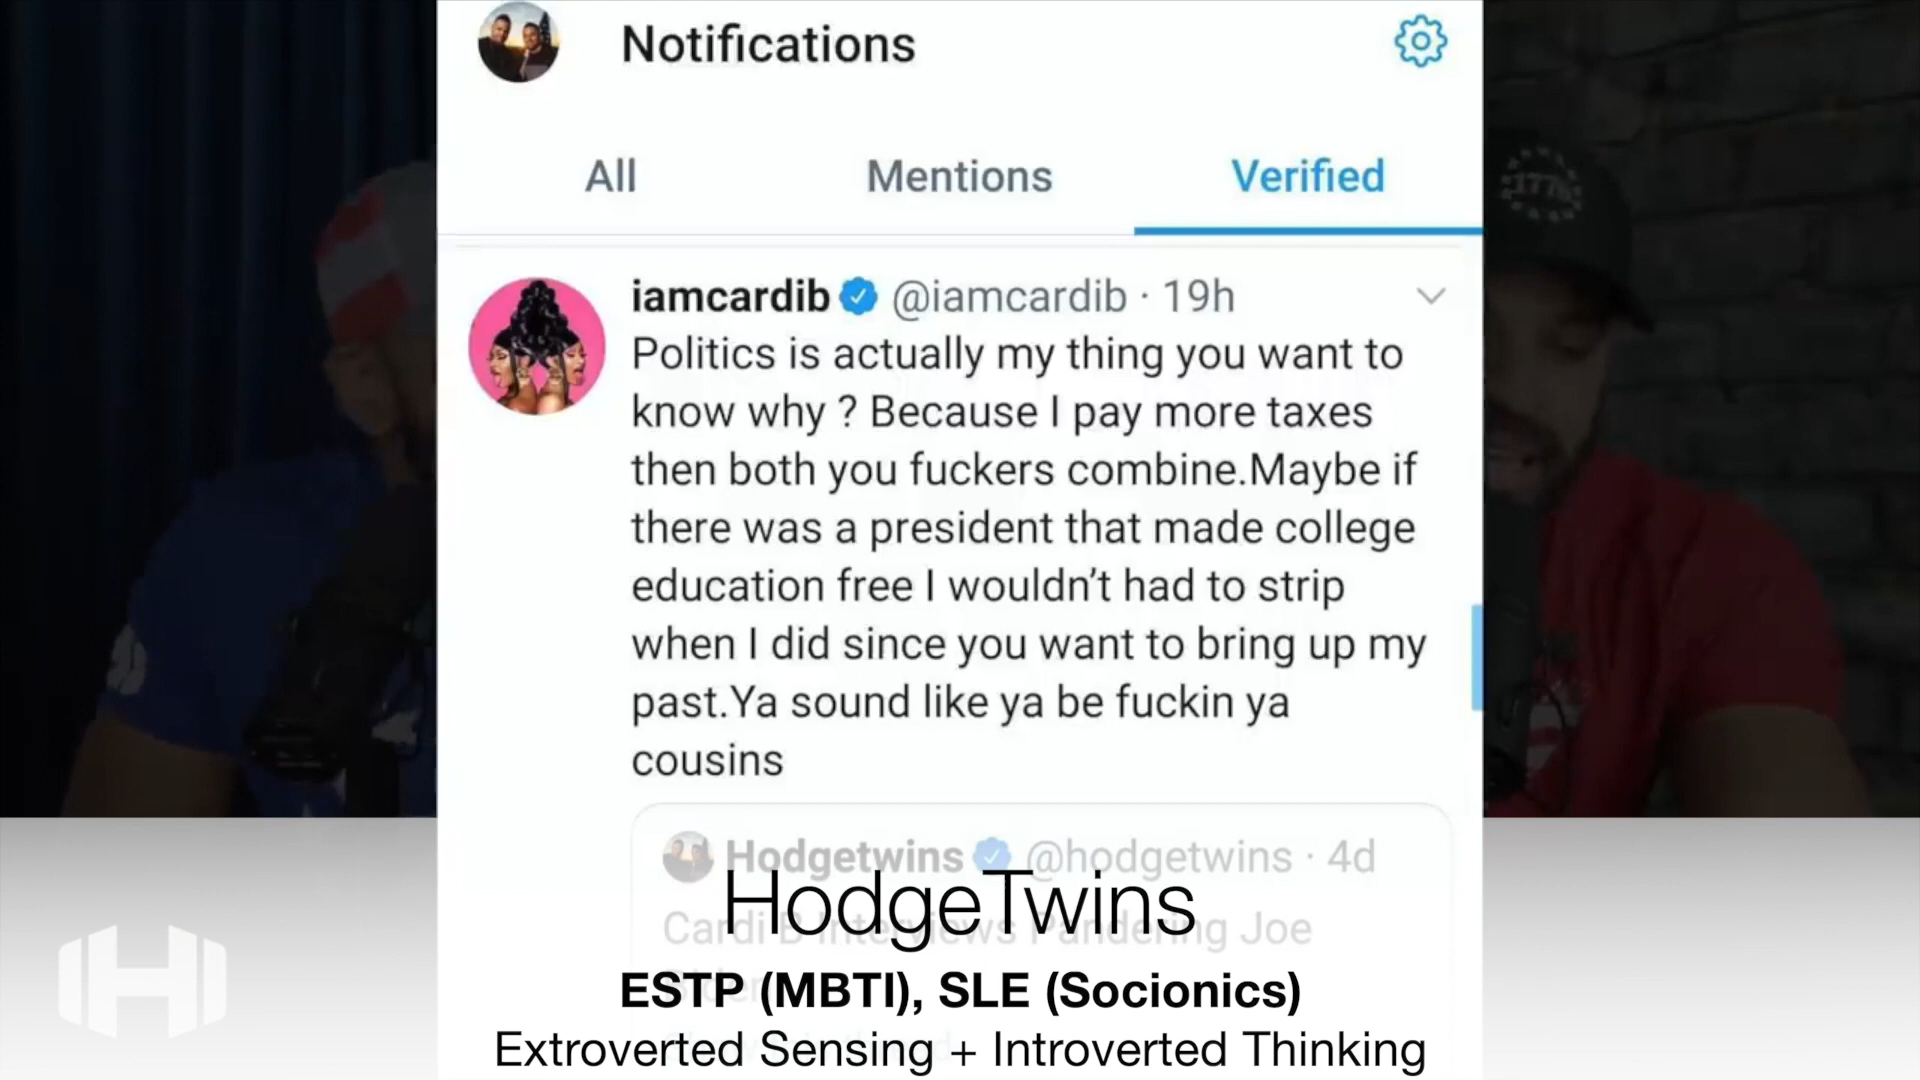 Notifications
All Mentions Verified
iamcardib @iamcardib · 19h
Politics is actually my thing you want to
know why ? Because I pay more taxes
then both you fuckers combine.Maybe if
there was a president that made college
education free I wouldn't had to strip
when I did since you want to bring up my
past.Ya sound like ya be fuckin ya
cousins
Hodgetwins @hodgetwins · 4d
Cardi B Interviews Pandering Joe
HodgeTwins
ESTP (MBTI), SLE (Socionics)
Extroverted Sensing + Introverted Thinking
1776